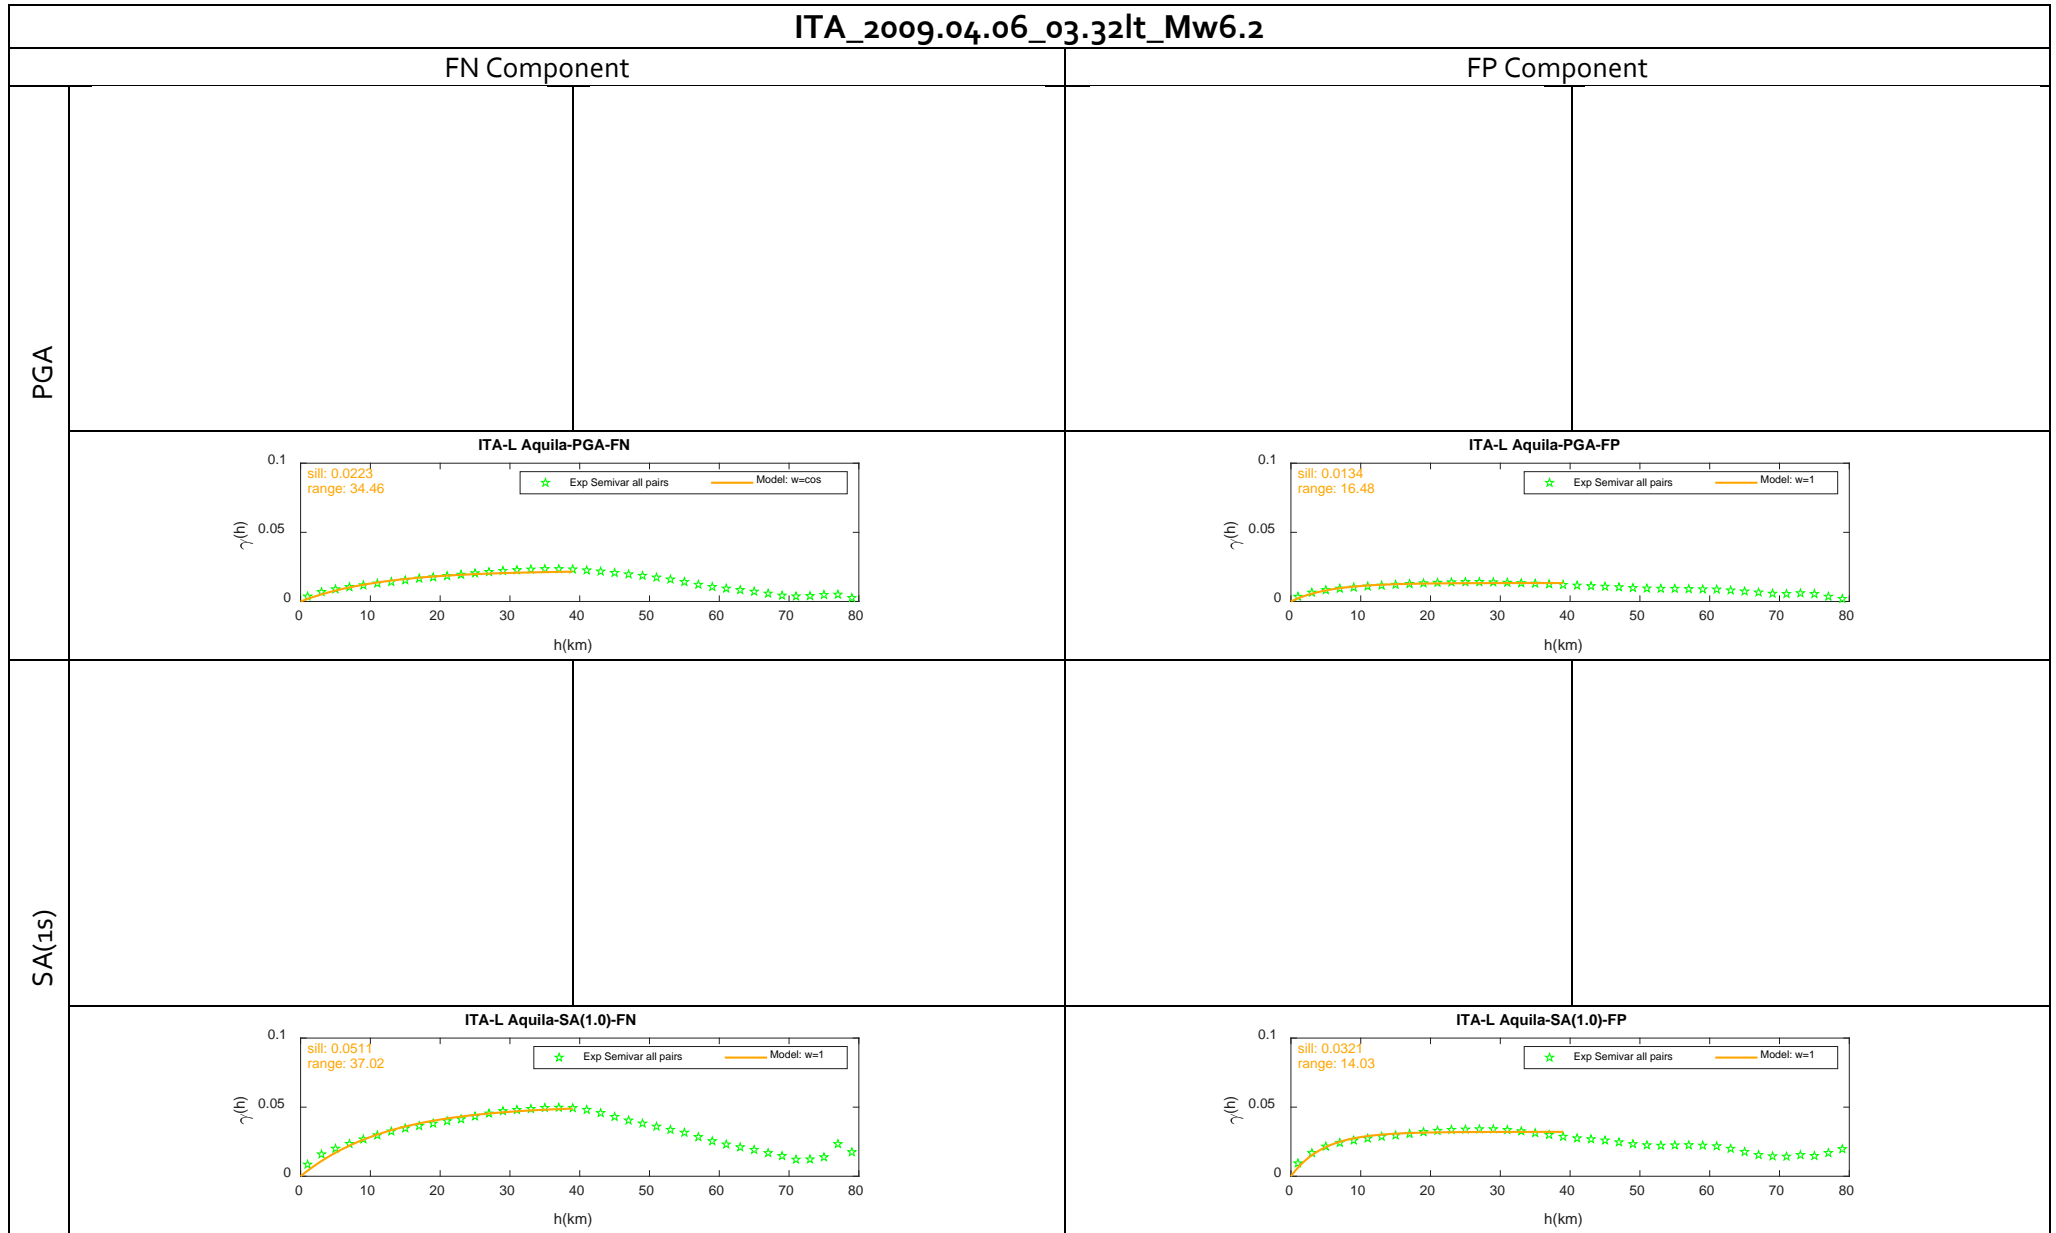 ITA_2009.04.06_03.32lt_Mw6.2
FN Component
FP Component
PGA
ITA-L Aquila-PGA-FN
sill: 0.0223
range: 34.46
Exp Semivar all pairs
Model: w=cos
0.1
0.05
0
γ(h)
0 10 20 30 40 50 60 70 80
h(km)
ITA-L Aquila-PGA-FP
sill: 0.0134
range: 16.48
Exp Semivar all pairs
Model: w=1
0.1
0.05
0
γ(h)
0 10 20 30 40 50 60 70 80
h(km)
SA(1s)
ITA-L Aquila-SA(1.0)-FN
sill: 0.0511
range: 37.02
Exp Semivar all pairs
Model: w=1
0.1
0.05
0
γ(h)
0 10 20 30 40 50 60 70 80
h(km)
ITA-L Aquila-SA(1.0)-FP
sill: 0.0321
range: 14.03
Exp Semivar all pairs
Model: w=1
0.1
0.05
0
γ(h)
0 10 20 30 40 50 60 70 80
h(km)